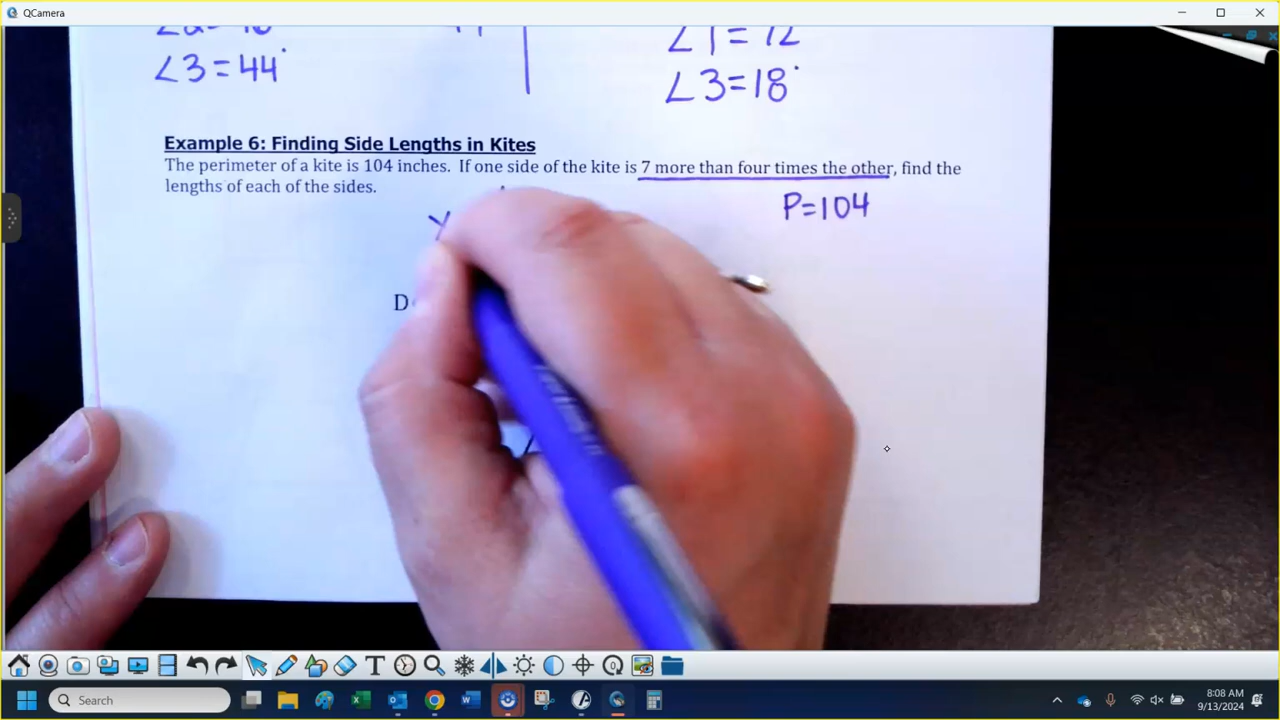 QCamera
∠3=44°
∠1=72
∠3=18°
Example 6: Finding Side Lengths in Kites
The perimeter of a kite is 104 inches. If one side of the kite is 7 more than four times the other, find the
lengths of each of the sides.
P=104
Y
D
Search
8:08 AM
9/13/2024